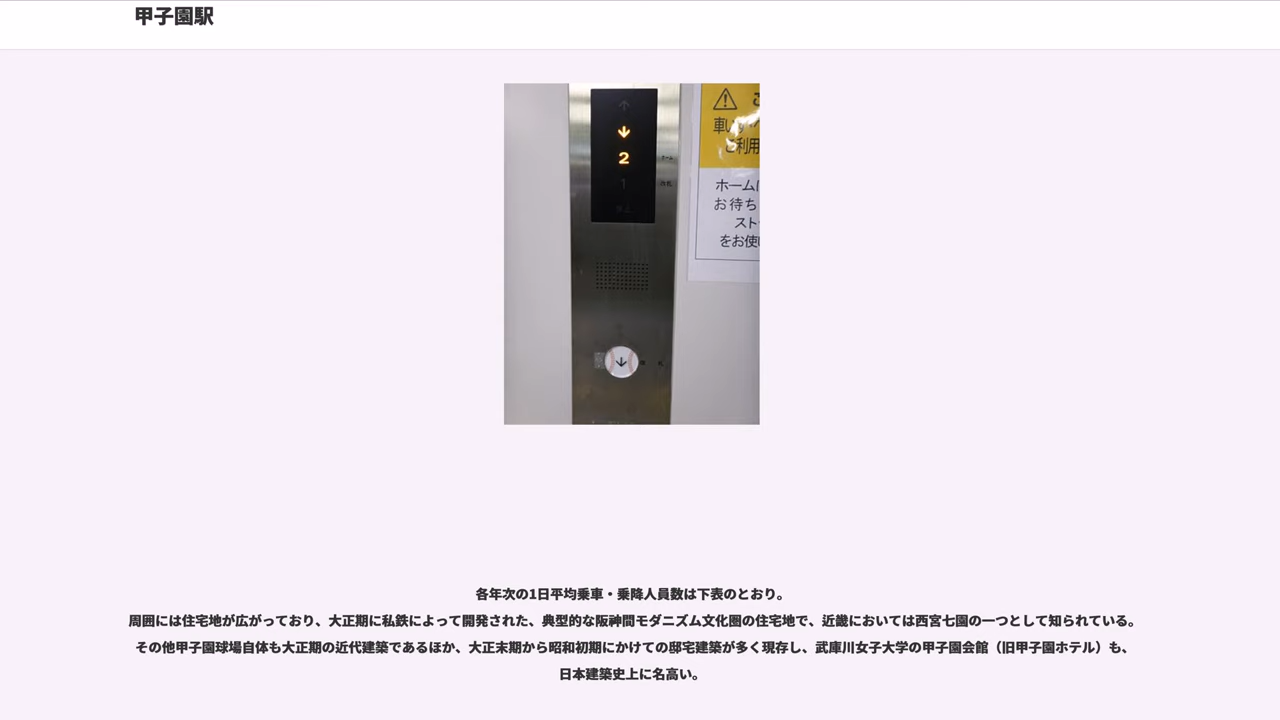 甲子園駅
2
1
車い
ご利用
ホーム
お待ち
スト
をお使
各年次の1日平均乗車・乗降人員数は下表のとおり。
周囲には住宅地が広がっており、大正期に私鉄によって開発された、典型的な阪神間モダニズム文化圏の住宅地で、近畿においては西宮七園の一つとして知られている。
その他甲子園球場自体も大正期の近代建築であるほか、大正末期から昭和初期にかけての邸宅建築が多く現存し、武庫川女子大学の甲子園会館（旧甲子園ホテル）も、
日本建築史上に名高い。